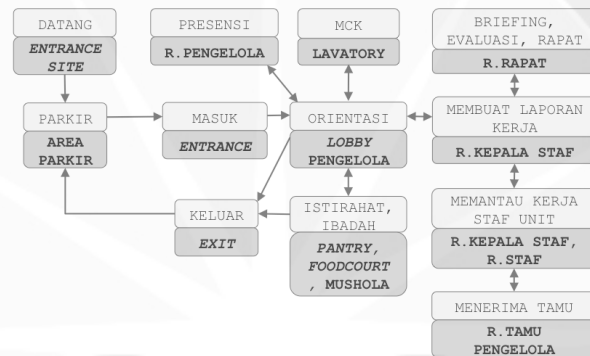 DATANG
ENTRANCE
SITE
PRESENSI
R.PENGELOLA
MCK
LAVATORY
BRIEFING,
EVALUASI, RAPAT
R.RAPAT
PARKIR
AREA
PARKIR
MASUK
ENTRANCE
ORIENTASI
LOBBY
PENGELOLA
MEMBUAT LAPORAN
KERJA
R.KEPALA STAF
KELUAR
EXIT
ISTIRAHAT,
IBADAH
PANTRY,
FOODCOURT
, MUSHOLA
MEMANTAU KERJA
STAF UNIT
R.KEPALA STAF,
R.STAF
MENERIMA TAMU
R.TAMU
PENGELOLA